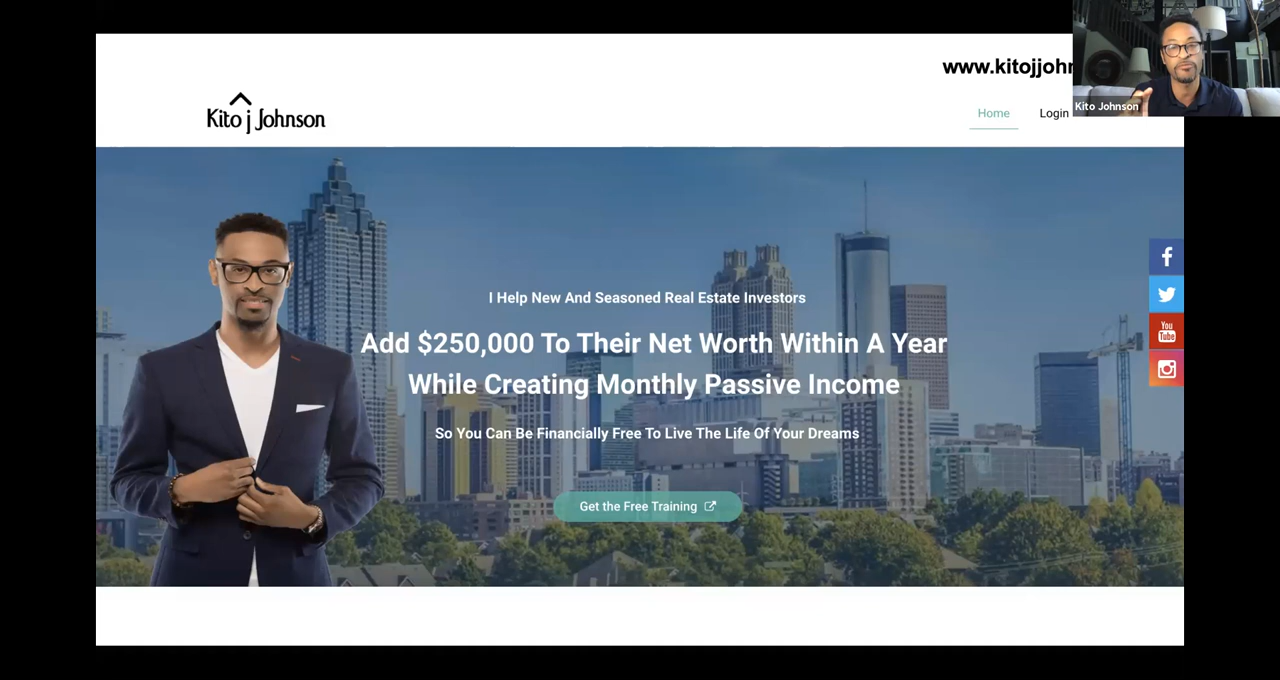 www.kitojjohn
Kito j Johnson
Home
Login
Kito Johnson
I Help New And Seasoned Real Estate Investors
Add $250,000 To Their Net Worth Within A Year
While Creating Monthly Passive Income
So You Can Be Financially Free To Live The Life Of Your Dreams
Get the Free Training
You
Tube